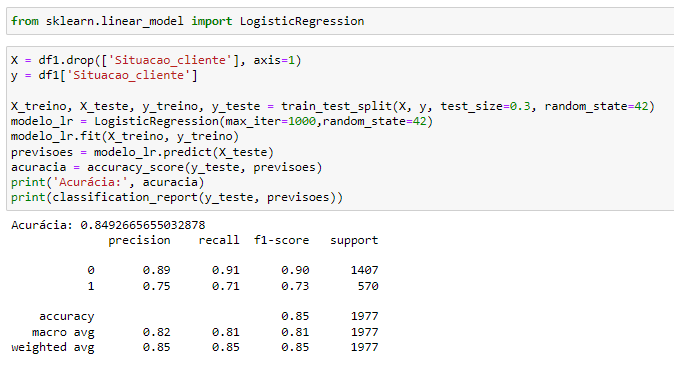 from sklearn.linear_model import LogisticRegression
X = df1.drop(['Situacao_cliente'], axis=1)
y = df1['Situacao_cliente']
X_treino, X_teste, y_treino, y_teste = train_test_split(X, y, test_size=0.3, random_state=42)
modelo_lr = LogisticRegression(max_iter=1000,random_state=42)
modelo_lr.fit(X_treino, y_treino)
previsoes = modelo_lr.predict(X_teste)
acuracia = accuracy_score(y_teste, previsoes)
print('Acurácia:', acuracia)
print(classification_report(y_teste, previsoes))
Acurácia: 0.8492665655032878
precision recall f1-score support
0 0.89 0.91 0.90 1407
1 0.75 0.71 0.73 570
accuracy 0.85 1977
macro avg 0.82 0.81 0.81 1977
weighted avg 0.85 0.85 0.85 1977